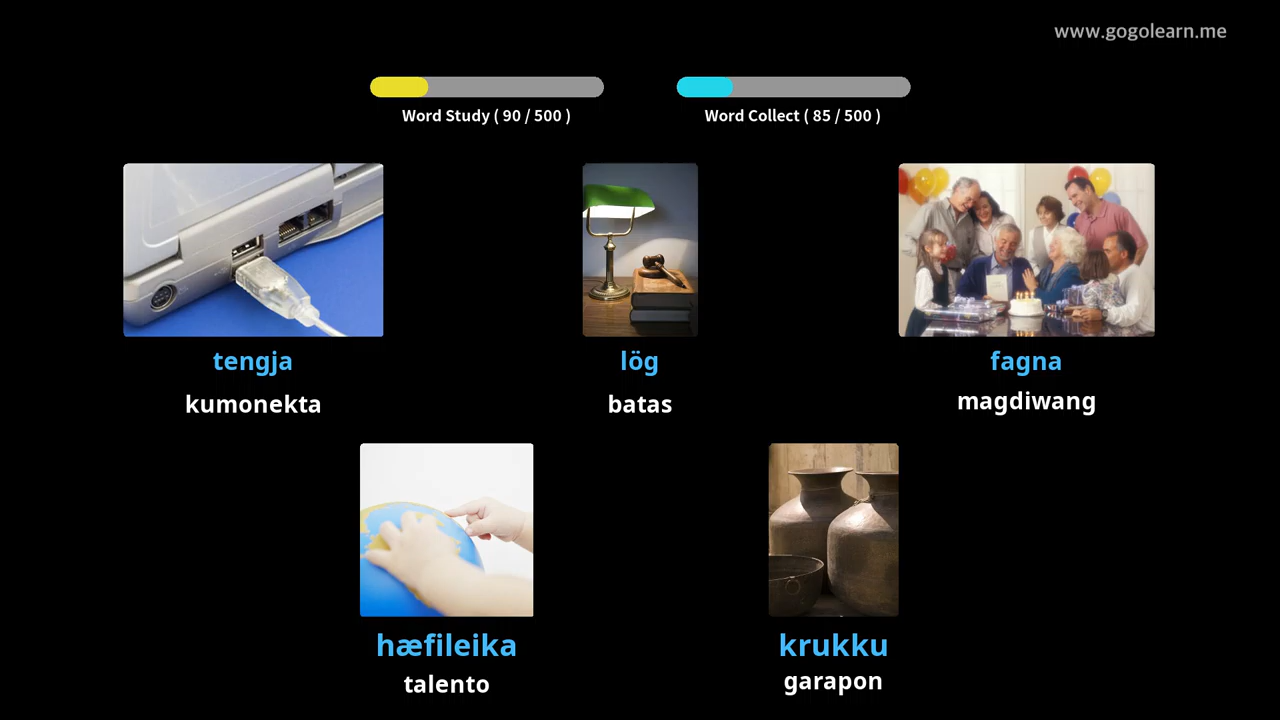 www.gogolearn.me
Word Study ( 90 / 500 )
Word Collect ( 85 / 500 )
tengja
kumonekta
lög
batas
fagna
magdiwang
hæfileika
talento
krukku
garapon